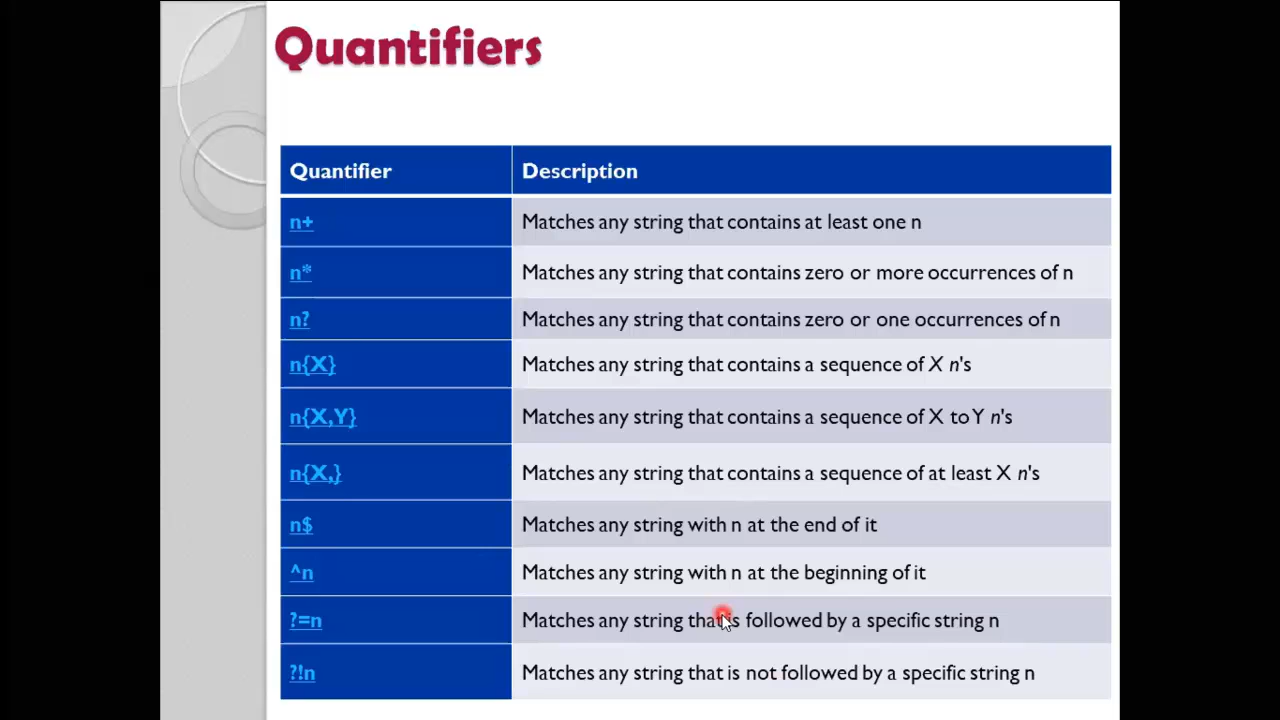 Quantifiers
Quantifier Description
n+ Matches any string that contains at least one n
n* Matches any string that contains zero or more occurrences of n
n? Matches any string that contains zero or one occurrences of n
n{X} Matches any string that contains a sequence of X n's
n{X,Y} Matches any string that contains a sequence of X to Y n's
n{X,} Matches any string that contains a sequence of at least X n's
n$ Matches any string with n at the end of it
^n Matches any string with n at the beginning of it
?=n Matches any string that is followed by a specific string n
?!n Matches any string that is not followed by a specific string n